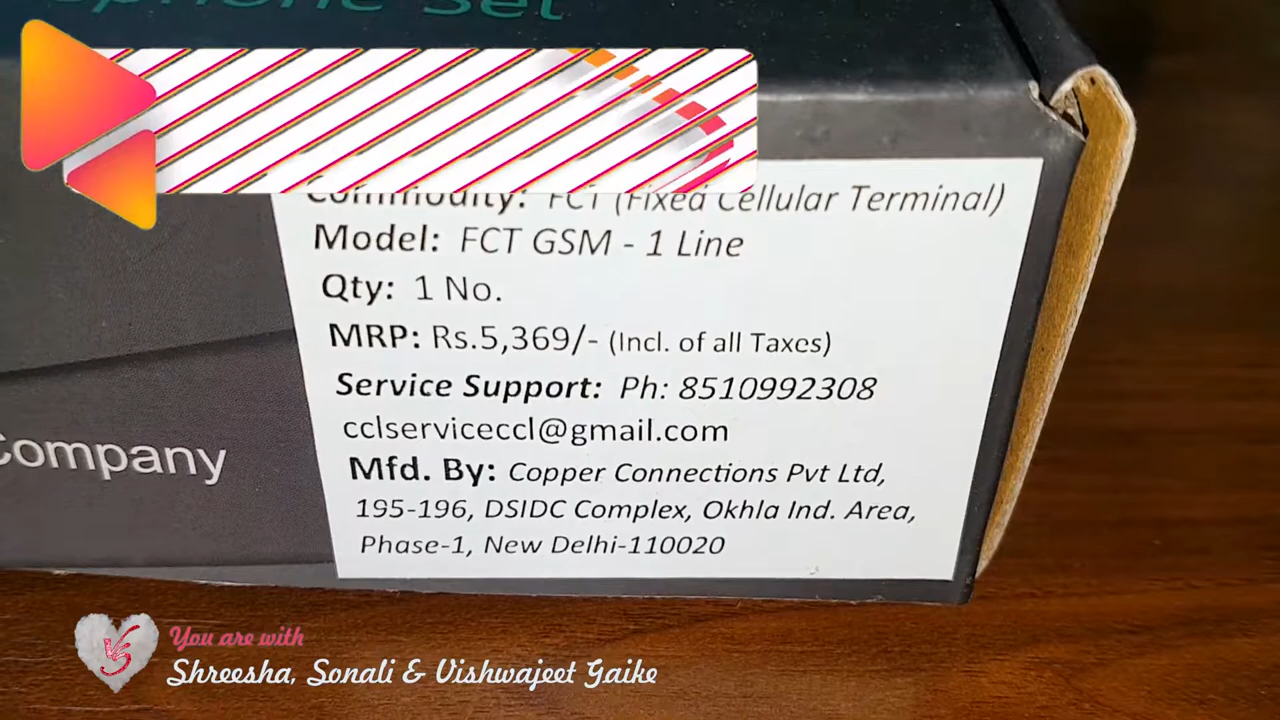 Set
Commodity: FCT (Fixed Cellular Terminal)
Model: FCT GSM - 1 Line
Qty: 1 No.
MRP: Rs.5,369/- (Incl. of all Taxes)
Service Support: Ph: 8510992308
cclserviceccl@gmail.com
Mfd. By: Copper Connections Pvt Ltd,
195-196, DSIDC Complex, Okhla Ind. Area,
Phase-1, New Delhi-110020
Company
You are with
Shreesha, Sonali & Vishwajeet Gaike